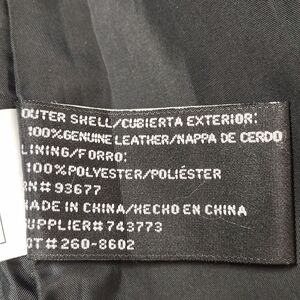 OUTER SHELL/CUBIERTA EXTERIOR:
100%GENUINE LEATHER/NAPPA DE CERDO
LINING/FORRO:
100%POLYESTER/POLIÉSTER
RN# 93677
MADE IN CHINA/HECHO EN CHINA
SUPPLIER# 743773
OT# 260-8602